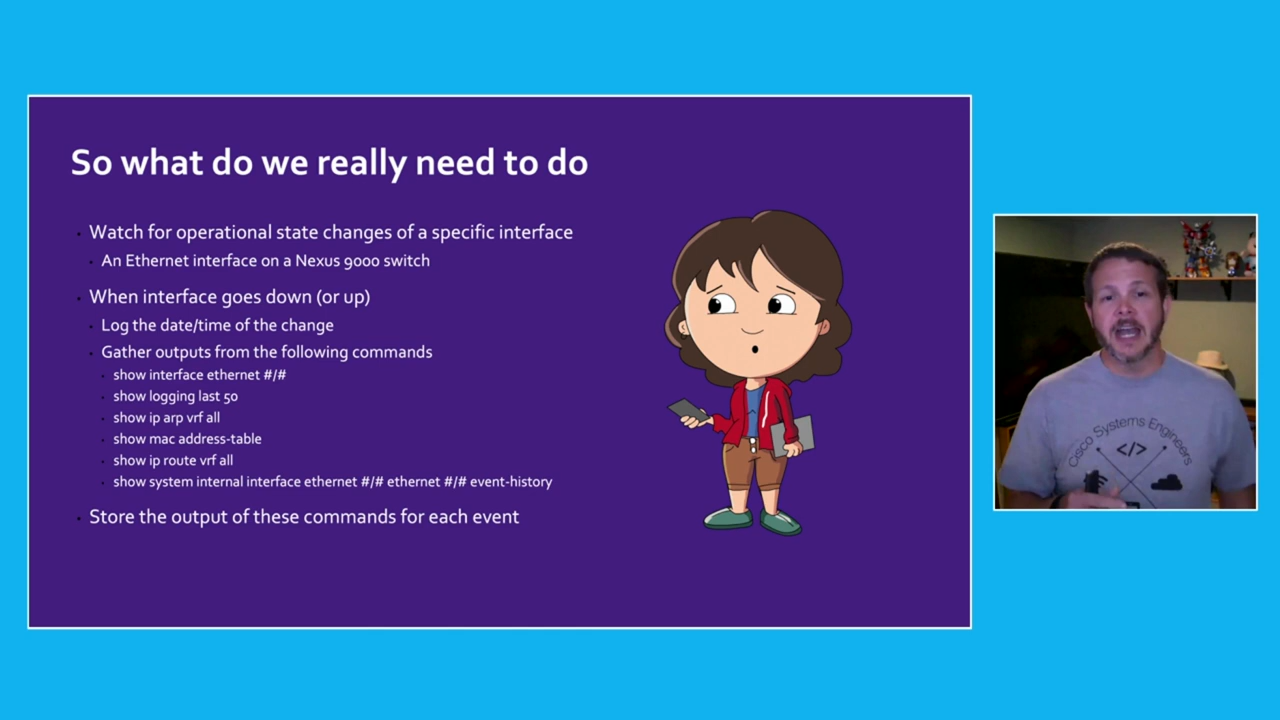 So what do we really need to do
Watch for operational state changes of a specific interface
An Ethernet interface on a Nexus 9000 switch
When interface goes down (or up)
Log the date/time of the change
Gather outputs from the following commands
show interface ethernet #/#
show logging last 50
show ip arp vrf all
show mac address-table
show ip route vrf all
show system internal interface ethernet #/# ethernet #/# event-history
Store the output of these commands for each event
Cisco Systems Engineers
</>